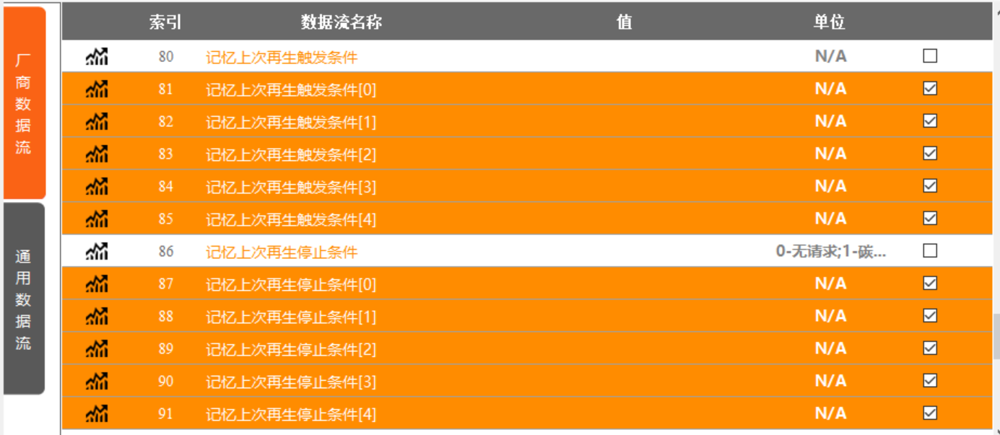 厂商数据流
通用数据流
索引 数据流名称 值 单位
80 记忆上次再生触发条件 N/A
81 记忆上次再生触发条件[0] N/A
82 记忆上次再生触发条件[1] N/A
83 记忆上次再生触发条件[2] N/A
84 记忆上次再生触发条件[3] N/A
85 记忆上次再生触发条件[4] N/A
86 记忆上次再生停止条件 0-无请求;1-碳...
87 记忆上次再生停止条件[0] N/A
88 记忆上次再生停止条件[1] N/A
89 记忆上次再生停止条件[2] N/A
90 记忆上次再生停止条件[3] N/A
91 记忆上次再生停止条件[4] N/A